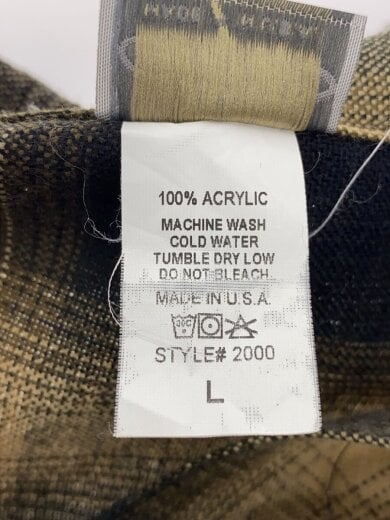 100% ACRYLIC
MACHINE WASH
COLD WATER
TUMBLE DRY LOW
DO NOT BLEACH
MADE IN U.S.A.
STYLE# 2000
L